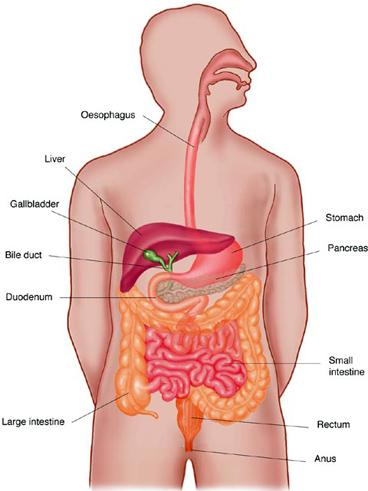 Oesophagus
Liver
Gallbladder
Bile duct
Duodenum
Large intestine
Stomach
Pancreas
Small
intestine
Rectum
Anus